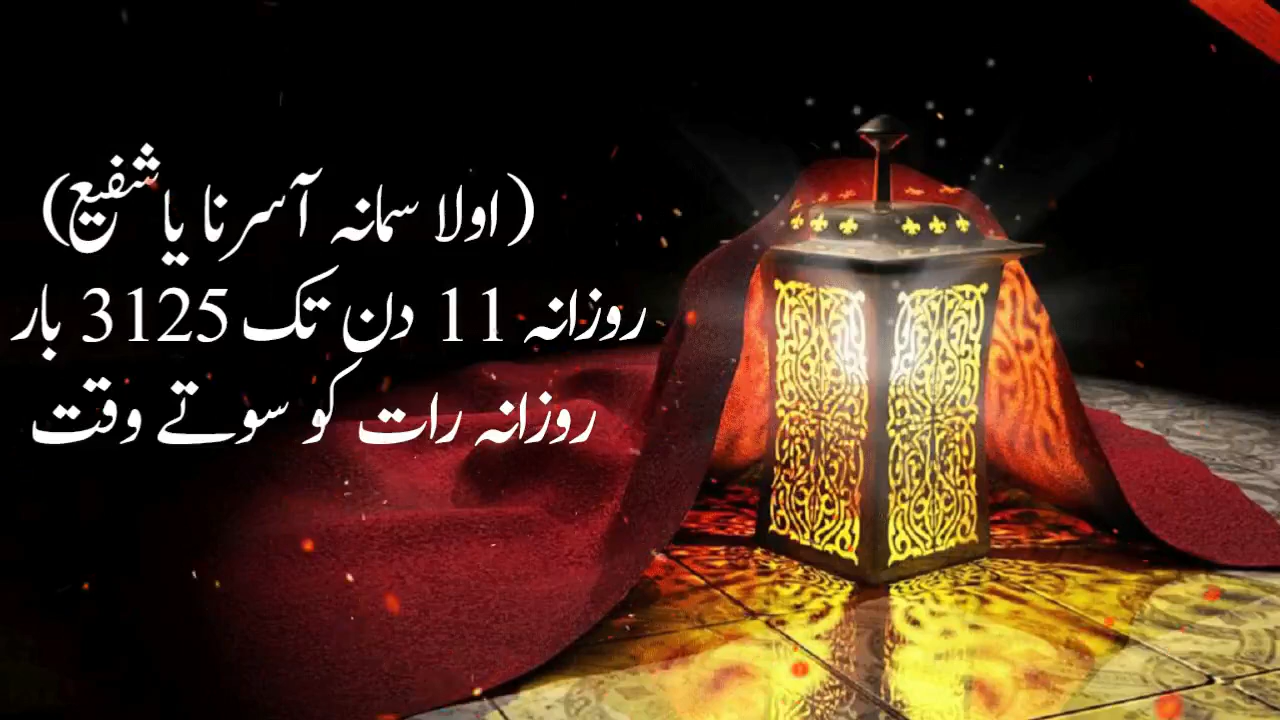 (اولا سمانہ آسرنا یا شفیع)
روزانہ 11 دن تک 3125 بار
روزانہ رات کو سوتے وقت